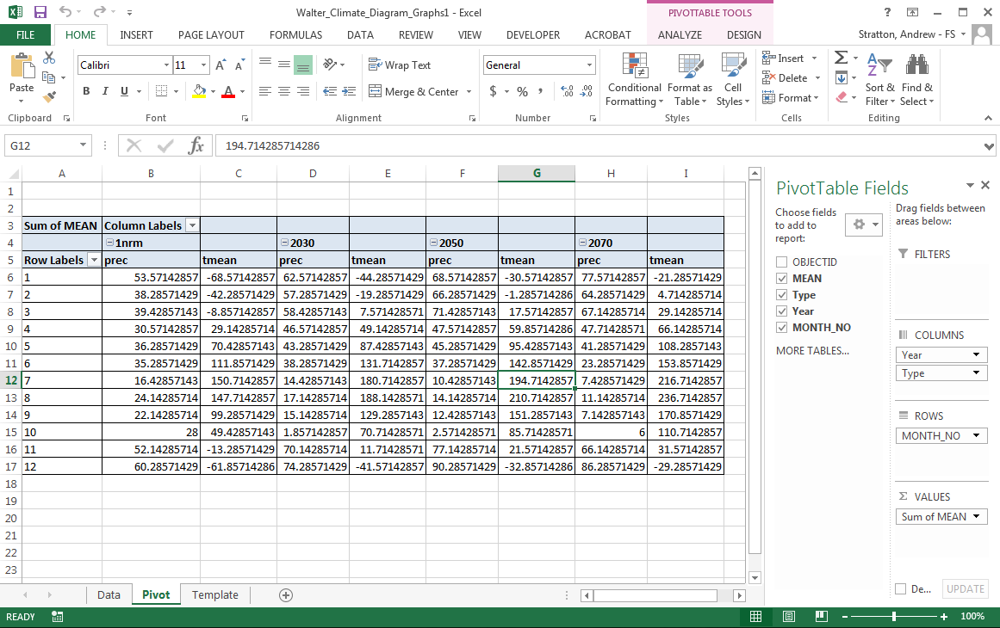 Walter_Climate_Diagram_Graphs1 - Excel
PIVOTTABLE TOOLS
?
FILE HOME INSERT PAGE LAYOUT FORMULAS DATA REVIEW VIEW DEVELOPER ACROBAT ANALYZE DESIGN Stratton, Andrew - FS
Paste
Calibri 11
B I U
Wrap Text
Merge & Center
General
$ % ,
Conditional Formatting
Format as Table
Cell Styles
Insert
Delete
Format
Sort & Filter
Find & Select
Clipboard Font Alignment Number Styles Cells Editing
G12 fx 194.714285714286
A B C D E F G H I
1
2
3 Sum of MEAN Column Labels
4 1nrm 2030 2050 2070
5 Row Labels prec tmean prec tmean prec tmean prec tmean
6 1 53.57142857 -68.57142857 62.57142857 -44.28571429 68.57142857 -30.57142857 77.57142857 -21.28571429
7 2 38.28571429 -42.28571429 57.28571429 -19.28571429 66.28571429 -1.285714286 64.28571429 4.714285714
8 3 39.42857143 -8.857142857 58.42857143 7.571428571 71.42857143 17.57142857 67.14285714 29.14285714
9 4 30.57142857 29.14285714 46.57142857 49.14285714 47.57142857 59.85714286 47.71428571 66.14285714
10 5 36.28571429 70.42857143 43.28571429 87.42857143 45.28571429 95.42857143 41.28571429 108.2857143
11 6 35.28571429 111.8571429 38.28571429 131.7142857 37.28571429 142.8571429 23.28571429 153.8571429
12 7 16.42857143 150.7142857 14.42857143 180.7142857 10.42857143 194.7142857 7.428571429 216.7142857
13 8 24.14285714 147.7142857 17.14285714 188.1428571 14.14285714 210.7142857 11.14285714 236.7142857
14 9 22.14285714 99.28571429 15.14285714 129.2857143 12.42857143 151.2857143 7.142857143 170.8571429
15 10 28 49.42857143 1.857142857 70.71428571 2.571428571 85.71428571 6 110.7142857
16 11 52.14285714 -13.28571429 70.14285714 11.71428571 77.14285714 21.57142857 66.14285714 31.57142857
17 12 60.28571429 -61.85714286 74.28571429 -41.57142857 90.28571429 -32.85714286 86.28571429 -29.28571429
18
19
20
21
22
23
PivotTable Fields
Choose fields to add to report:
OBJECTID
MEAN
Type
Year
MONTH_NO
MORE TABLES...
Drag fields between areas below:
FILTERS
COLUMNS
Year
Type
ROWS
MONTH_NO
Σ VALUES
Sum of MEAN
De... UPDATE
Data Pivot Template
READY 100%